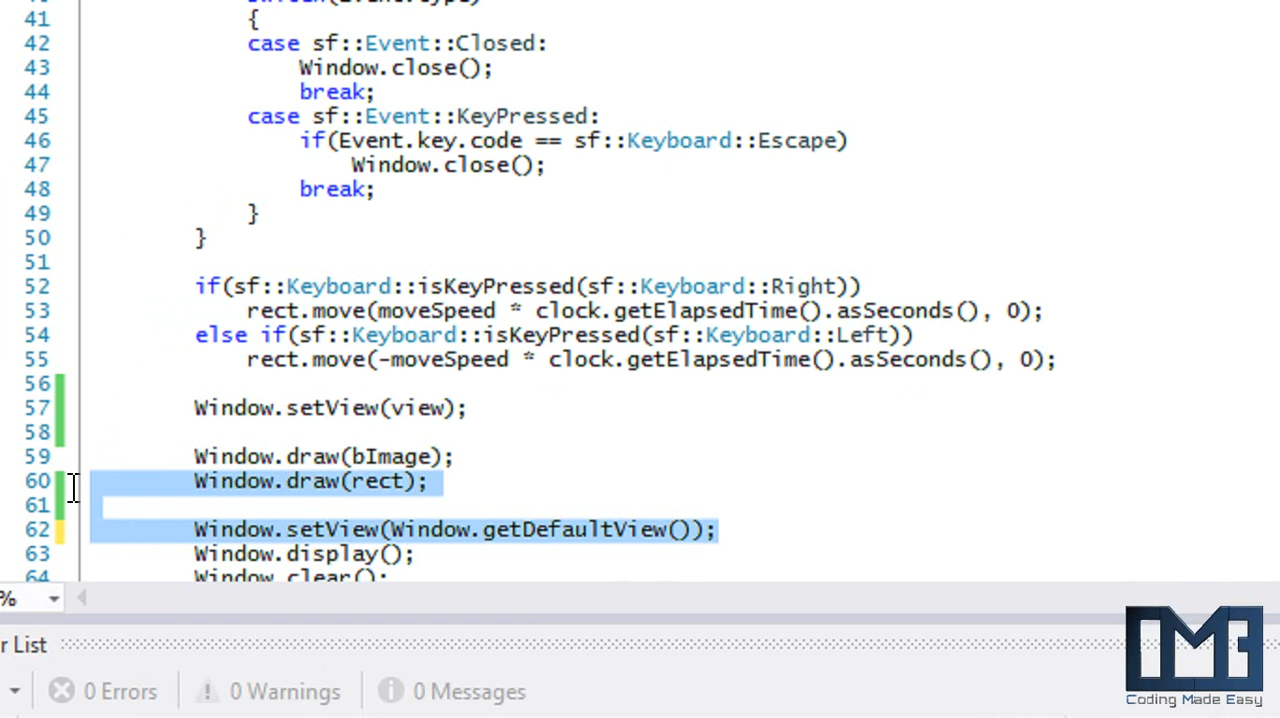 41 {
42 case sf::Event::Closed:
43 Window.close();
44 break;
45 case sf::Event::KeyPressed:
46 if(Event.key.code == sf::Keyboard::Escape)
47 Window.close();
48 break;
49 }
50 }
51
52 if(sf::Keyboard::isKeyPressed(sf::Keyboard::Right))
53 rect.move(moveSpeed * clock.getElapsedTime().asSeconds(), 0);
54 else if(sf::Keyboard::isKeyPressed(sf::Keyboard::Left))
55 rect.move(-moveSpeed * clock.getElapsedTime().asSeconds(), 0);
56
57 Window.setView(view);
58
59 Window.draw(bImage);
60 Window.draw(rect);
61
62 Window.setView(Window.getDefaultView());
63 Window.display();
64 Window.clear();
%
r List
0 Errors 0 Warnings 0 Messages
CME
Coding Made Easy